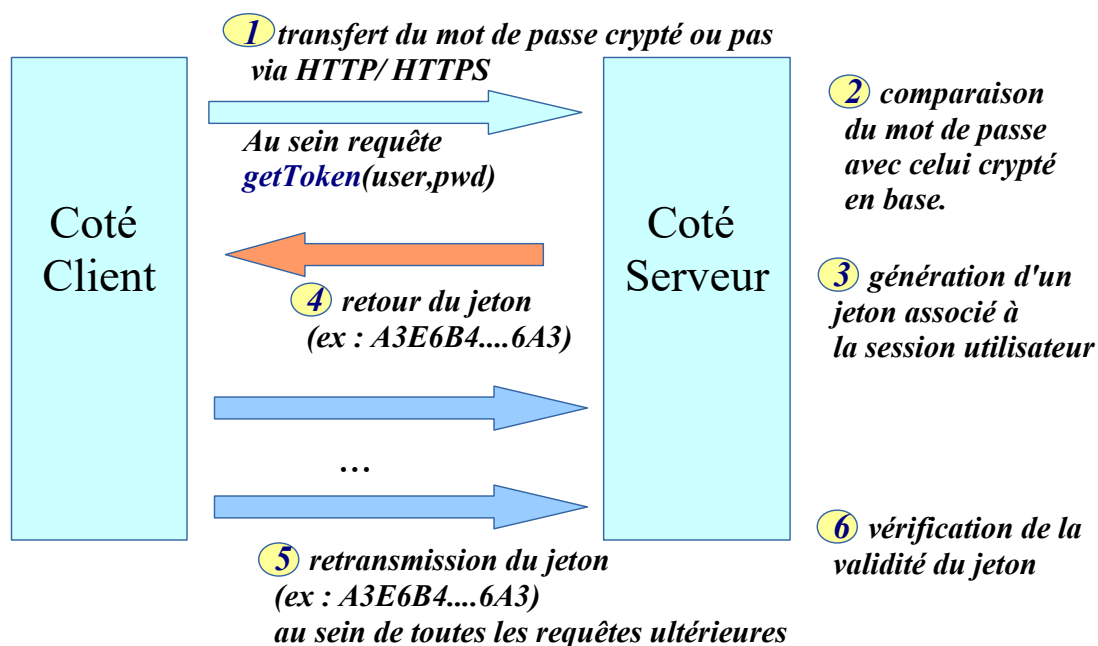 1 transfert du mot de passe crypté ou pas
via HTTP/ HTTPS
Au sein requête
getToken(user,pwd)
Coté
Client
Coté
Serveur
2 comparaison
du mot de passe
avec celui crypté
en base.
3 génération d'un
jeton associé à
la session utilisateur
4 retour du jeton
(ex : A3E6B4....6A3)
...
5 retransmission du jeton
(ex : A3E6B4....6A3)
au sein de toutes les requêtes ultérieures
6 vérification de la
validité du jeton